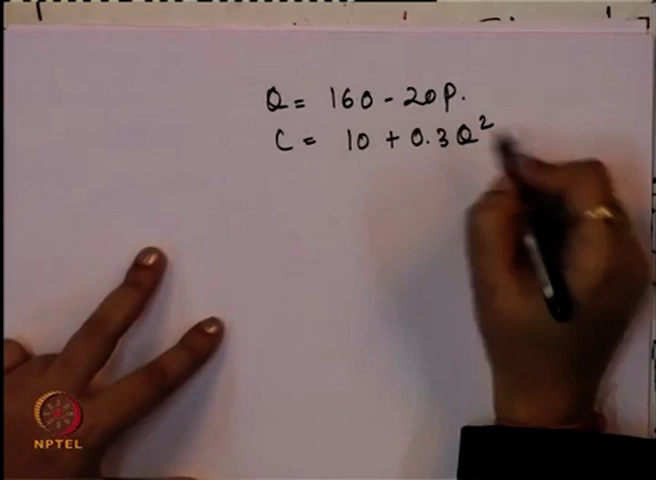 Q = 160 - 20P.
C = 10 + 0.3Q²
NPTEL